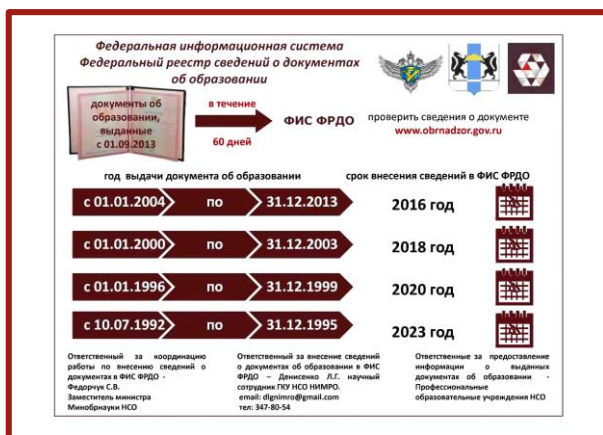 Федеральная информационная система
Федеральный реестр сведений о документах
об образовании
документы об
образовании,
выданные
с 01.09.2013
в течение
60 дней
ФИС ФРДО
проверить сведения о документе
www.obrnadzor.gov.ru
год выдачи документа об образовании
срок внесения сведений в ФИС ФРДО
с 01.01.2004 по 31.12.2013 2016 год
с 01.01.2000 по 31.12.2003 2018 год
с 01.01.1996 по 31.12.1999 2020 год
с 10.07.1992 по 31.12.1995 2023 год
Ответственный за координацию
работы по внесению сведений о
документах в ФИС ФРДО -
Федорчук С.В.
Заместитель министра
Минобрнауки НСО
Ответственный за внесение сведений
о документах об образовании в ФИС
ФРДО – Денисенко Л.Г. научный
сотрудник ГКУ НСО НИМРО.
email: dlgnimro@gmail.com
тел: 347-80-54
Ответственные за предоставление
информации о выданных
документах об образовании -
Профессиональные
образовательные учреждения НСО